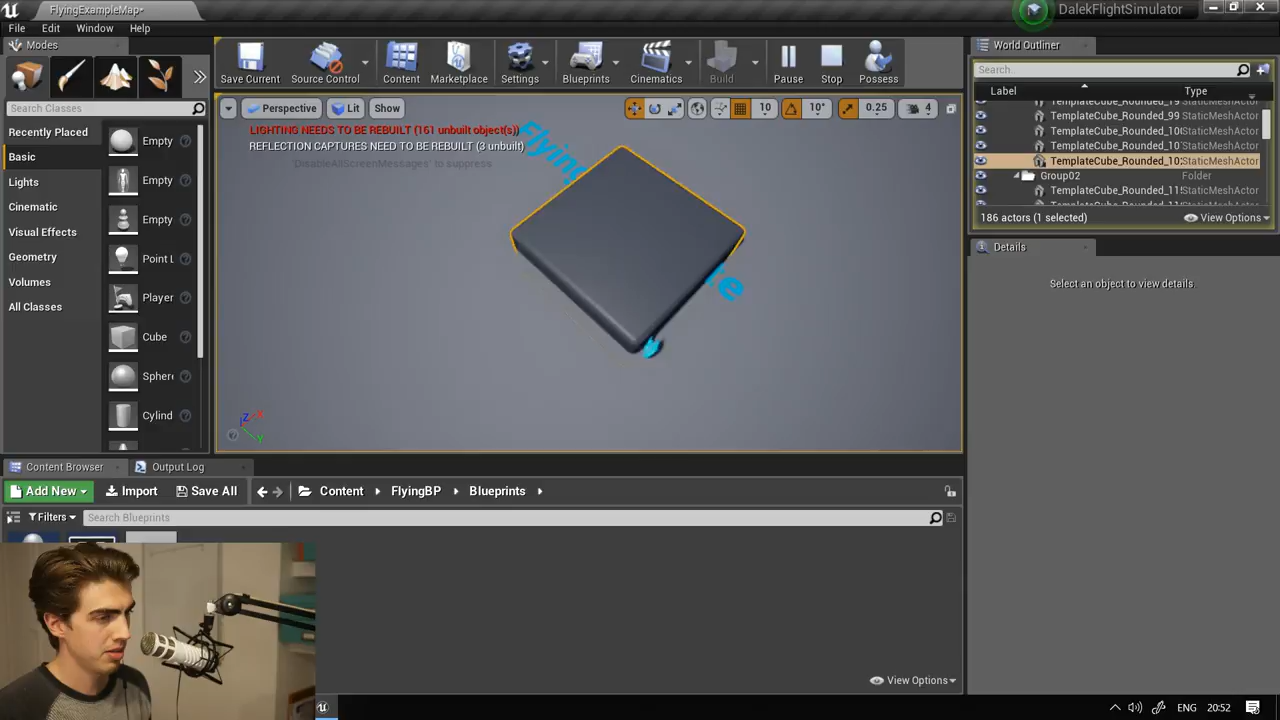 FlyingExampleMap*
DalekFlightSimulator
File Edit Window Help
Modes
Search Classes
Recently Placed
Basic
Lights
Cinematic
Visual Effects
Geometry
Volumes
All Classes
Empty
Empty
Empty
Point L
Player
Cube
Sphere
Cylind
Save Current
Source Control
Content
Marketplace
Settings
Blueprints
Cinematics
Build
Pause
Stop
Possess
Perspective
Lit
Show
10
10°
0.25
4
LIGHTING NEEDS TO BE REBUILT (161 unbuilt object(s))
REFLECTION CAPTURES NEED TO BE REBUILT (3 unbuilt)
'DisableAllScreenMessages' to suppress
Flying
Z X
Y
World Outliner
Search...
Label Type
TemplateCube_Rounded_99 StaticMeshActor
TemplateCube_Rounded_10 StaticMeshActor
TemplateCube_Rounded_10 StaticMeshActor
TemplateCube_Rounded_10 StaticMeshActor
Group02 Folder
TemplateCube_Rounded_11 StaticMeshActor
186 actors (1 selected)
View Options
Details
Select an object to view details.
Content Browser
Output Log
Add New
Import
Save All
Content
FlyingBP
Blueprints
Filters
Search Blueprints
View Options
ENG
20:52